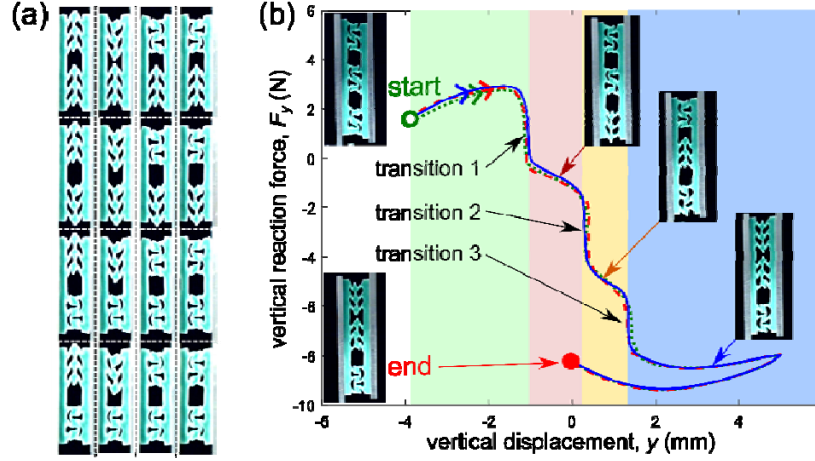 (a)
(b)
6
4
2
0
-2
-4
-6
-8
-10
vertical reaction force, Fy (N)
start
transition 1
transition 2
transition 3
end
-4
-2
0
2
4
6
vertical displacement, y (mm)